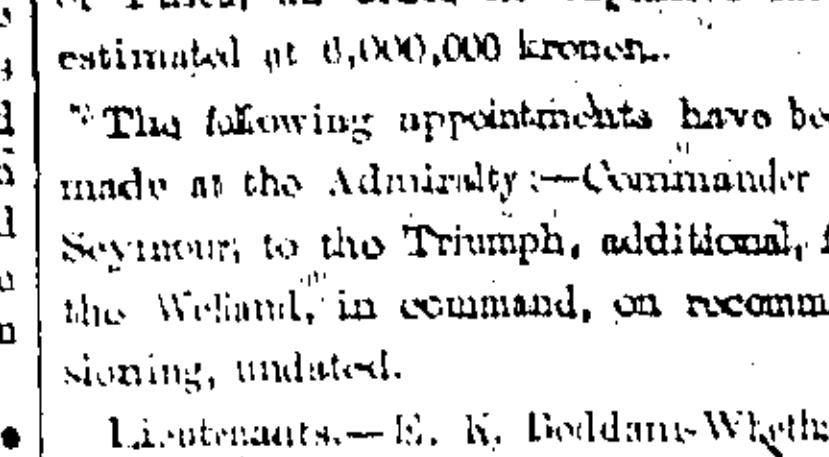 estimated at 6,000,000 kronen.
The following appointments have be
made at the Admiralty:—Commander
Seymour, to the Triumph, additional, f
the Welland, in command, on recomm
sioning, undated.
Lieutenants.—E. K. Boddam-Wheth